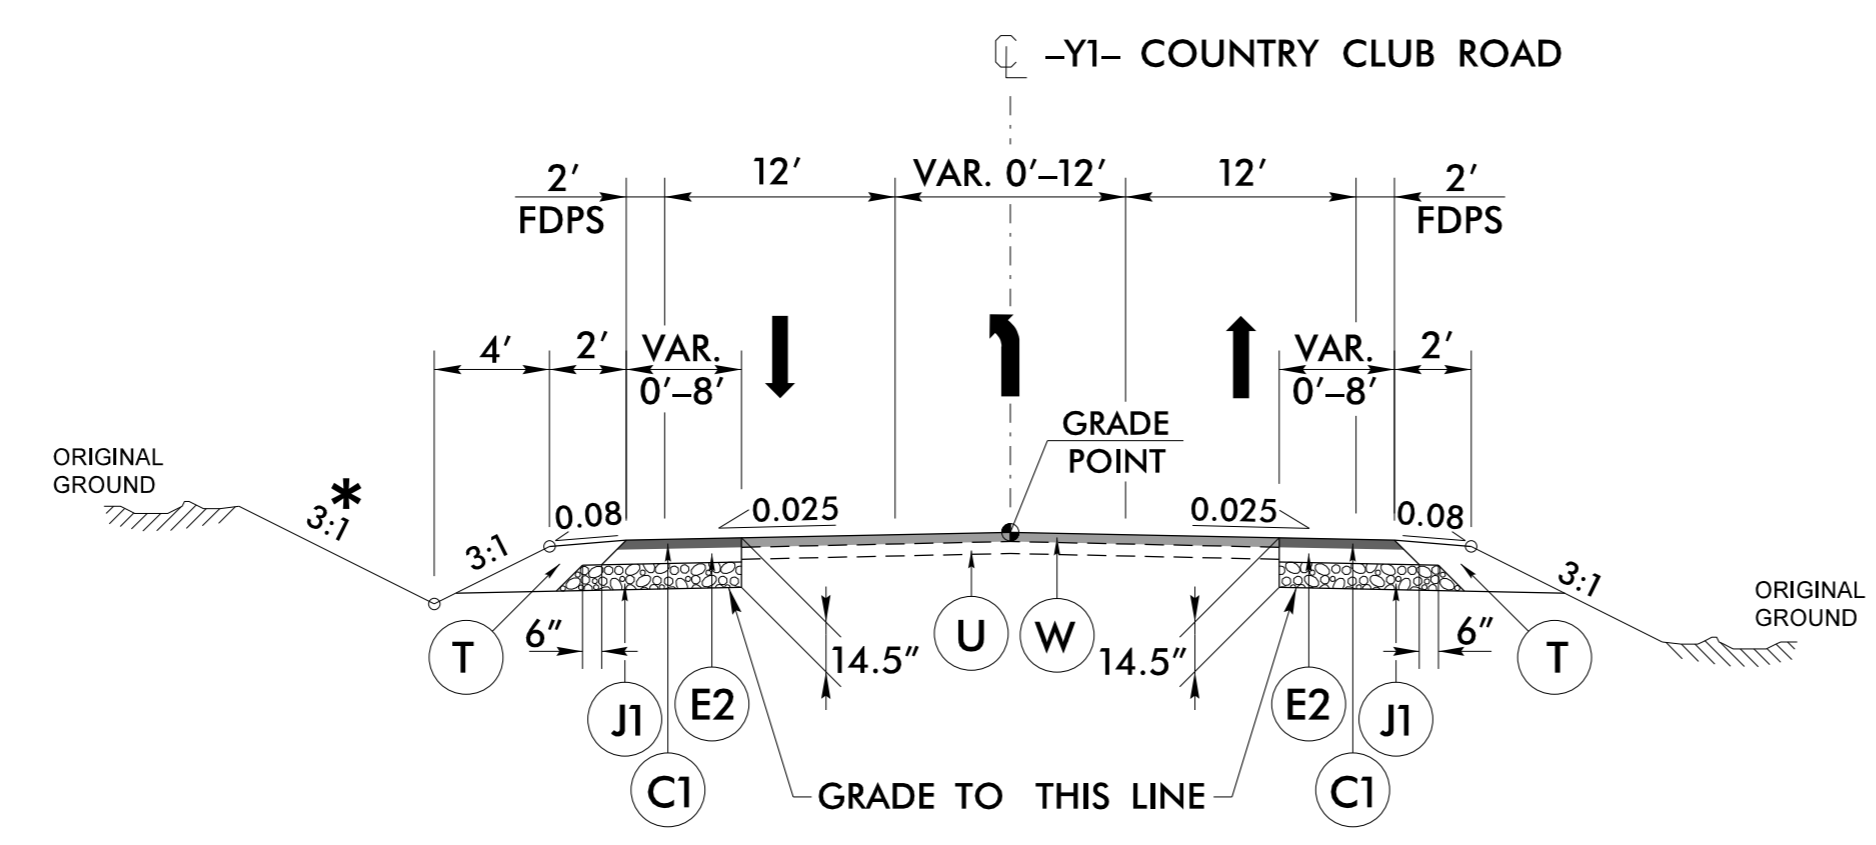 ℄ –Y1– COUNTRY CLUB ROAD
2′ 12′ VAR. 0′–12′ 12′ 2′
FDPS FDPS
4′ 2′ VAR. VAR. 2′
0′–8′ 0′–8′
GRADE
POINT
ORIGINAL
GROUND
3:1 * 3:1 0.08 0.025 0.025 0.08 3:1
ORIGINAL
GROUND
6″ 14.5″ 14.5″ 6″
T U W T
J1 E2 E2 J1
C1 GRADE TO THIS LINE C1